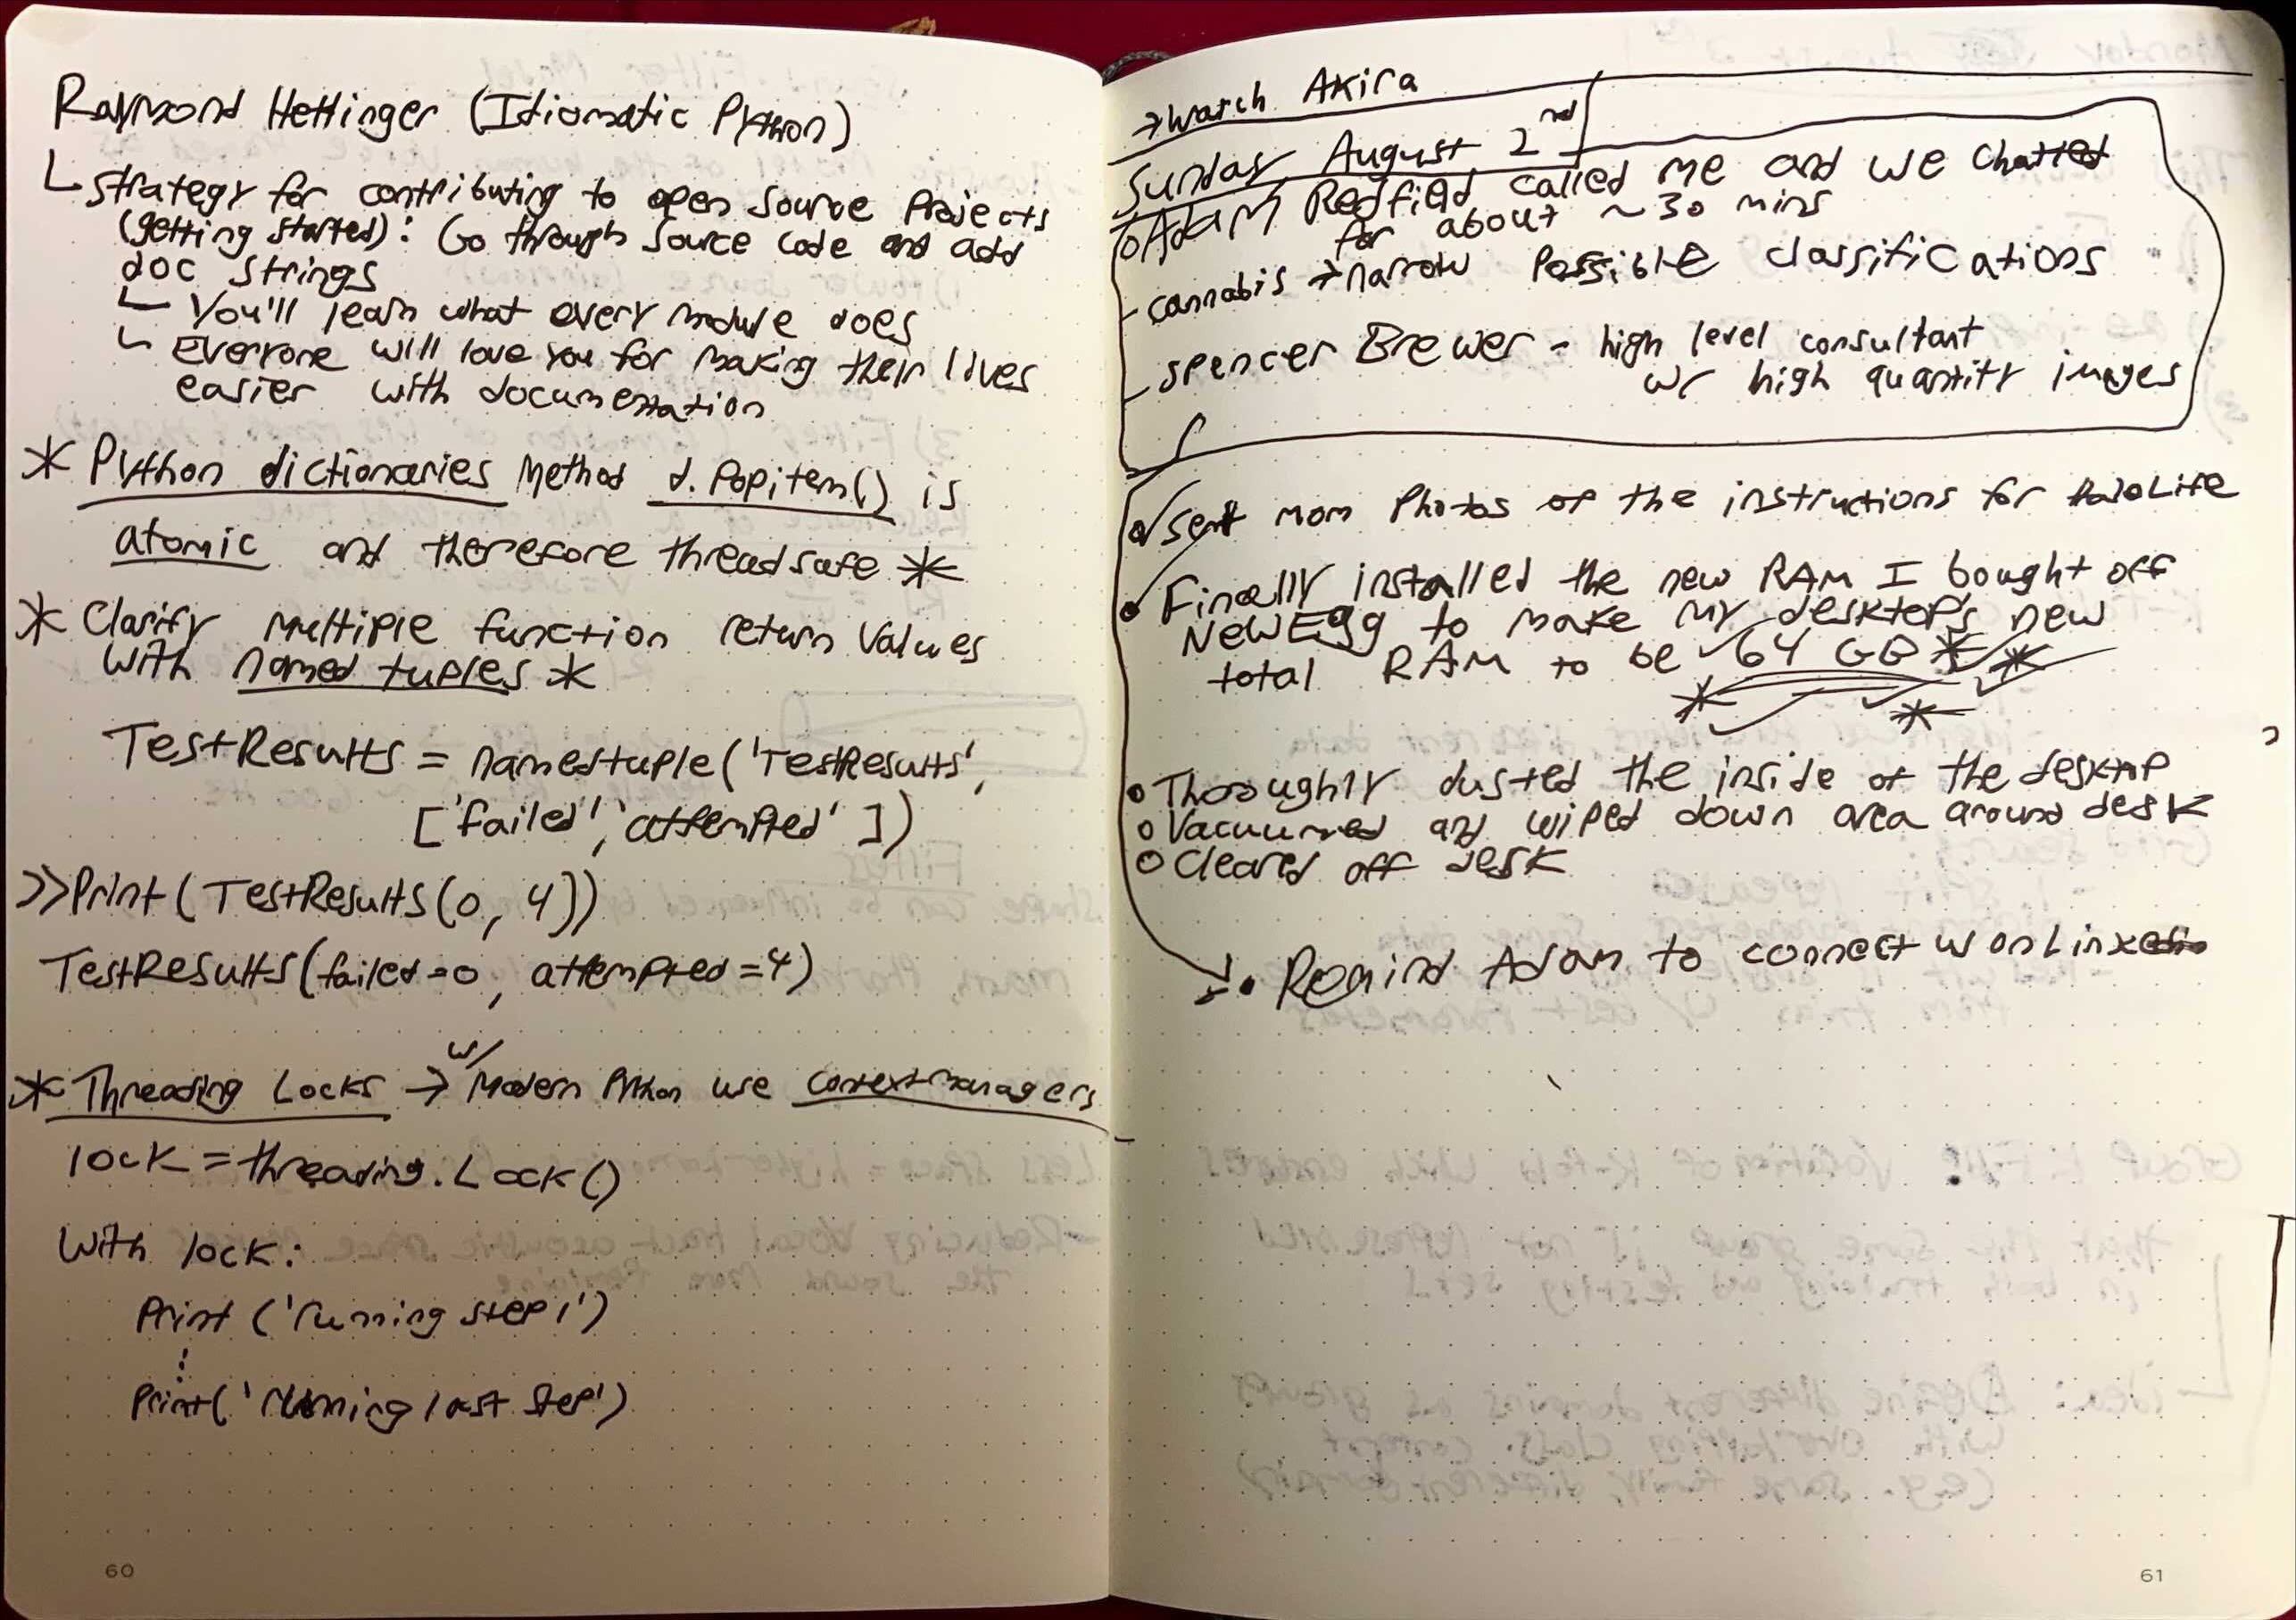 Raymond Hettinger (Idiomatic Python)
↳ strategy for contributing to open source projects
(getting started): Go through source code and add
doc strings
↳ You'll learn what every module does
↳ Everyone will love you for making their lives
easier with documentation
* Python dictionaries method d.popitem() is
atomic and therefore threadsafe *
* Clarify multiple function return values
with named tuples *
TestResults = namedtuple('TestResults',
['failed', 'attempted'])
>>print(TestResults(0, 4))
TestResults(failed=0, attempted=4)
w/
* Threading Locks → Modern Python use context managers
lock = threading.Lock()
with lock:
print('running step 1')
⋮
print('running last step')
60
→ Watch Akira
Sunday, August 2nd
o Adam Redfield called me and we chatted
for about ~30 mins
- cannabis → narrow possible classifications
- spencer Brewer - high level consultant
w/ high quantity images
• sent mom photos of the instructions for HaloLife
• Finally installed the new RAM I bought off
NewEgg to make my desktop's new
total RAM to be 64 GB * *
* *
o Thoroughly dusted the inside of the desktop
o Vacuumed and wiped down area around desk
o Cleared off desk
• Remind Adam to connect w on Linkedin
61